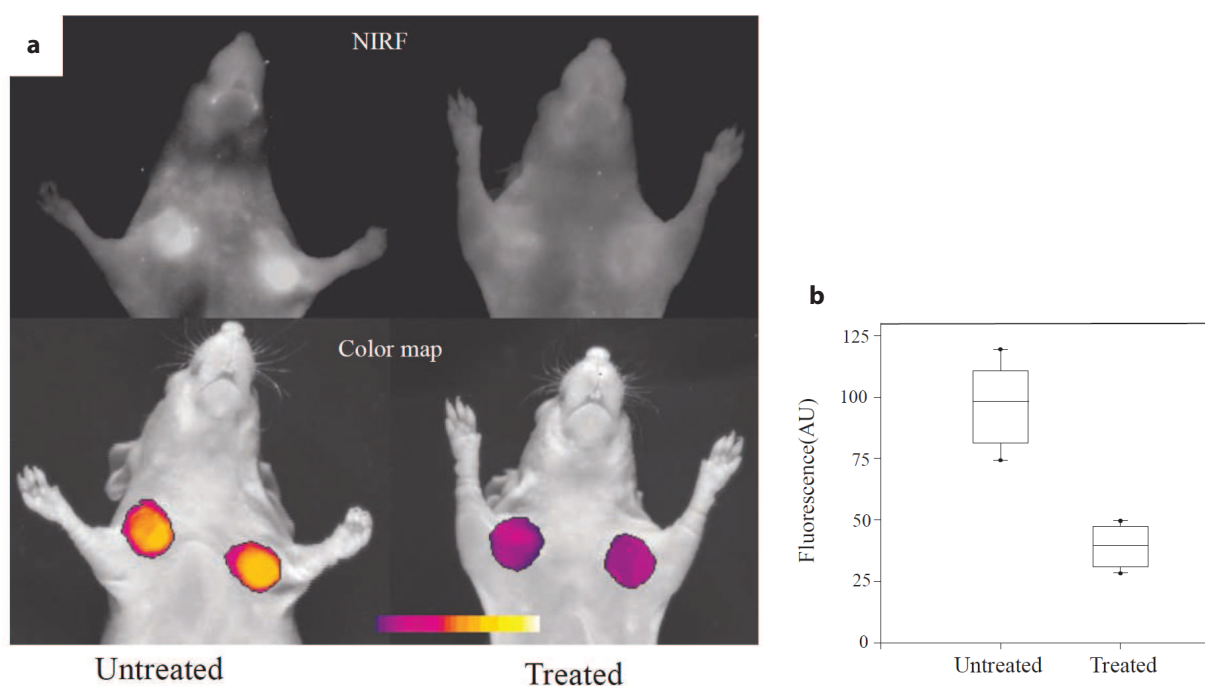 a
NIRF
Color map
Untreated
Treated
b
Fluorescence(AU)
125
100
75
50
25
0
Untreated
Treated